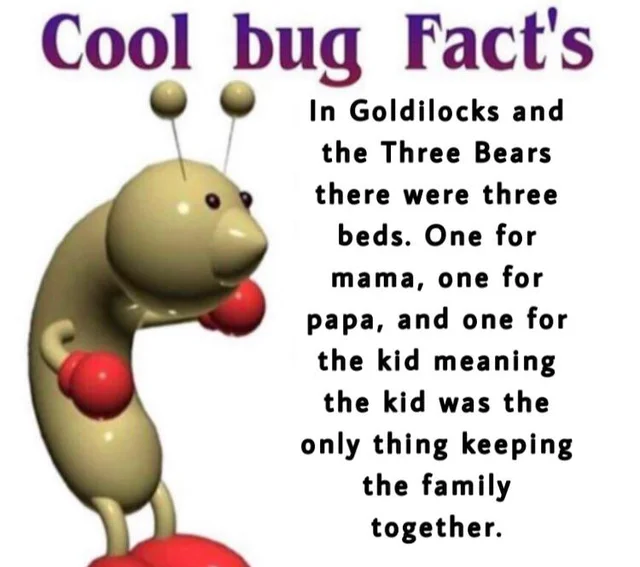 Cool bug Fact's
In Goldilocks and
the Three Bears
there were three
beds. One for
mama, one for
papa, and one for
the kid meaning
the kid was the
only thing keeping
the family
together.